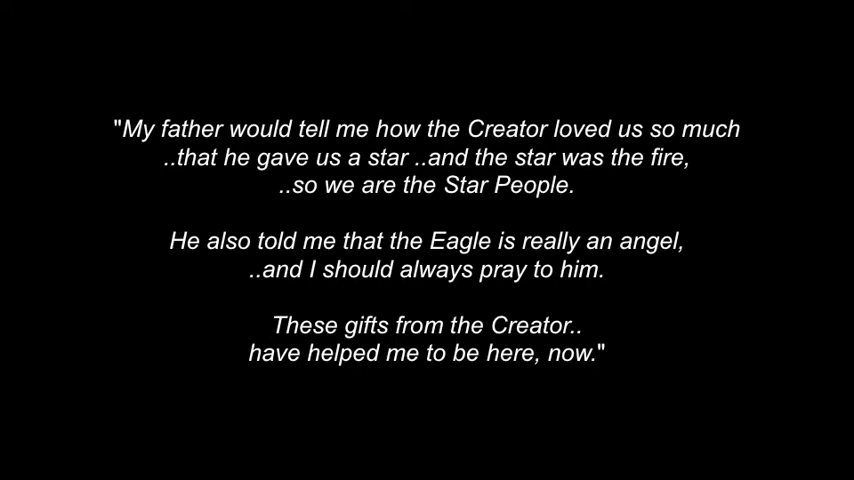 "My father would tell me how the Creator loved us so much
..that he gave us a star ..and the star was the fire,
..so we are the Star People.
He also told me that the Eagle is really an angel,
..and I should always pray to him.
These gifts from the Creator..
have helped me to be here, now."